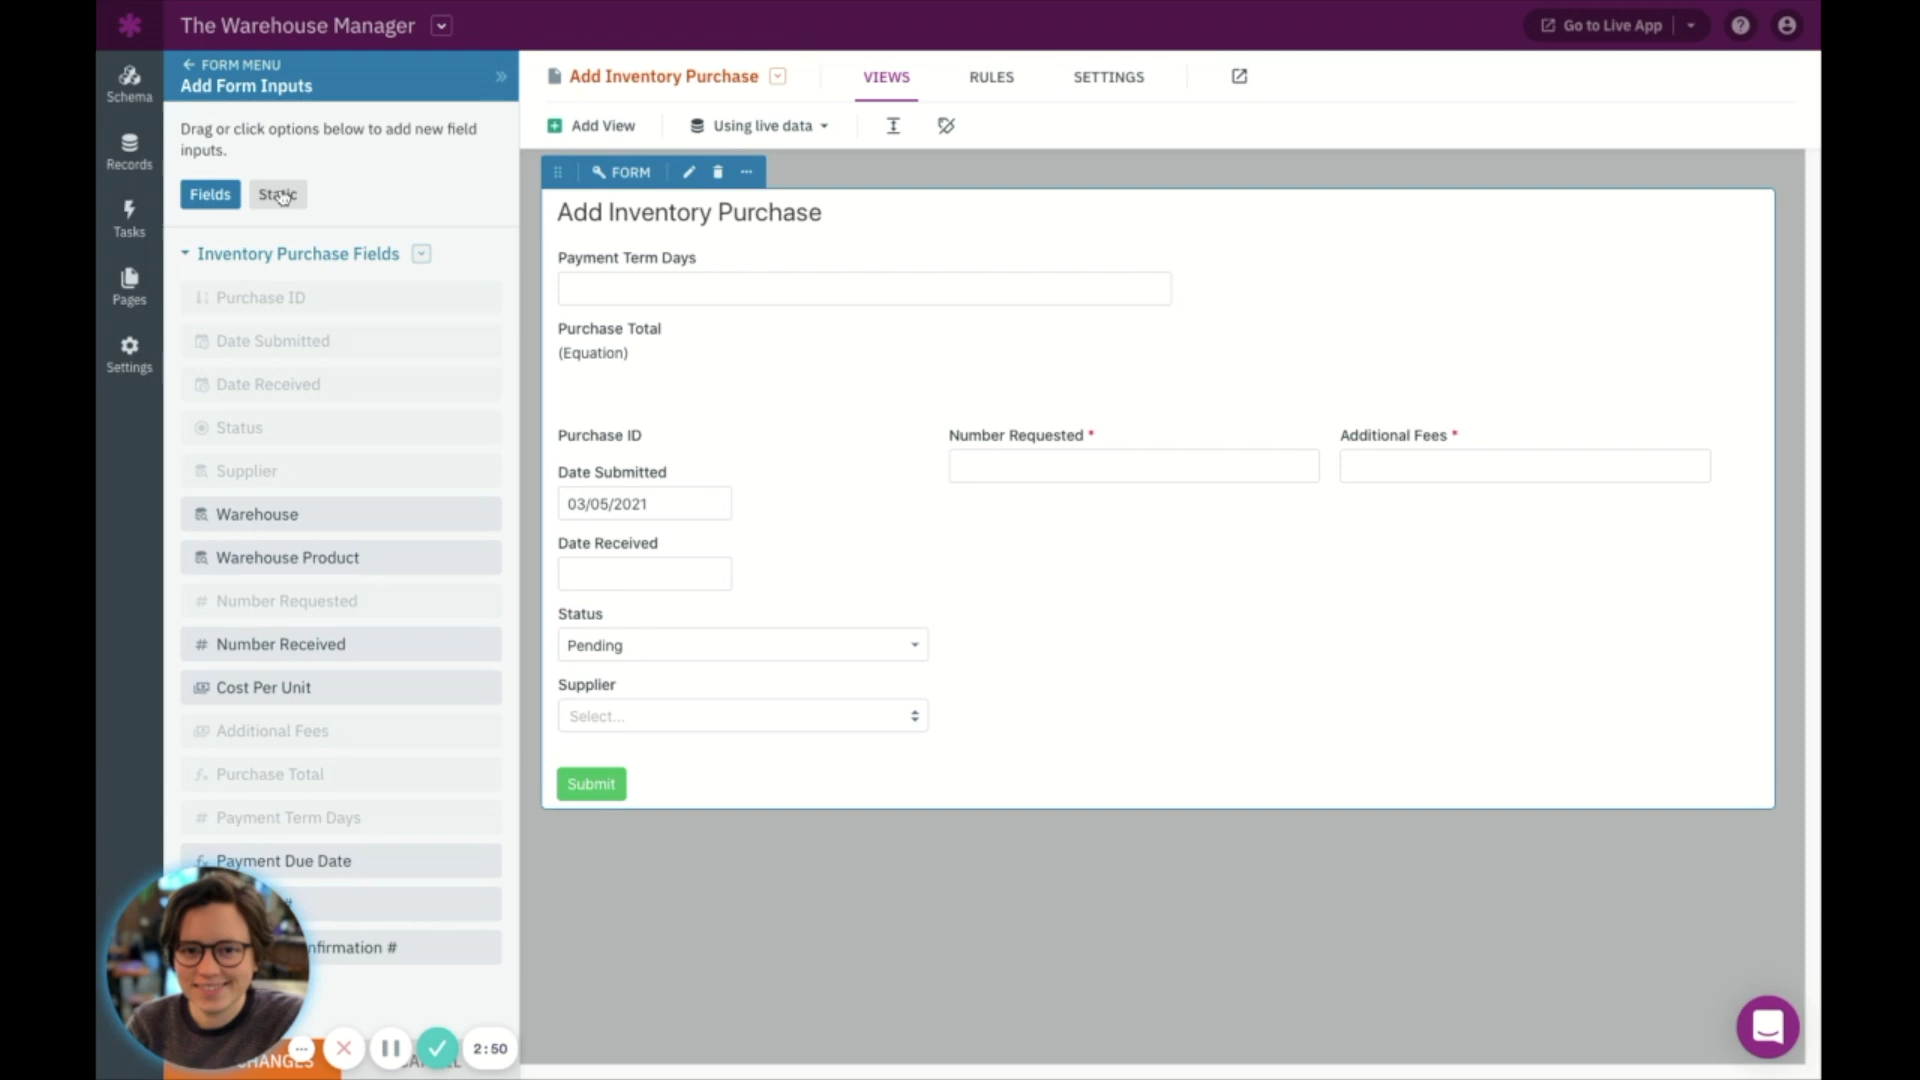 The Warehouse Manager
Go to Live App
Schema
Records
Tasks
Pages
Settings
FORM MENU
Add Form Inputs
Drag or click options below to add new field
inputs.
Fields
Static
Inventory Purchase Fields
Purchase ID
Date Submitted
Date Received
Status
Supplier
Warehouse
Warehouse Product
# Number Requested
# Number Received
Cost Per Unit
Additional Fees
Purchase Total
# Payment Term Days
Payment Due Date
nfirmation #
HANGES
2:50
Add Inventory Purchase
VIEWS
RULES
SETTINGS
Add View
Using live data
FORM
Add Inventory Purchase
Payment Term Days
Purchase Total
(Equation)
Purchase ID
Number Requested *
Additional Fees *
Date Submitted
03/05/2021
Date Received
Status
Pending
Supplier
Select...
Submit